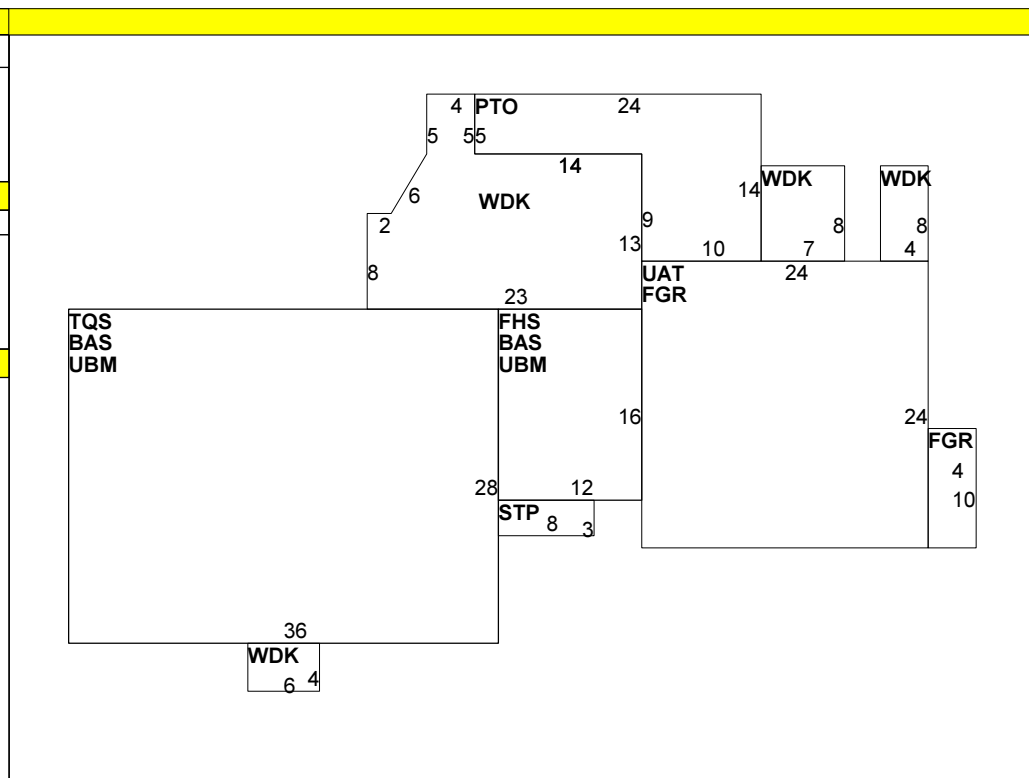 4 PTO 24
5 55
14
6 WDK 14 WDK WDK
2 9 8 8
13 10 7 4
8 UAT 24
FGR
23
TQS FHS
BAS BAS
UBM UBM
16 24
FGR
4
28 12 10
STP 8 3
36
WDK
6 4